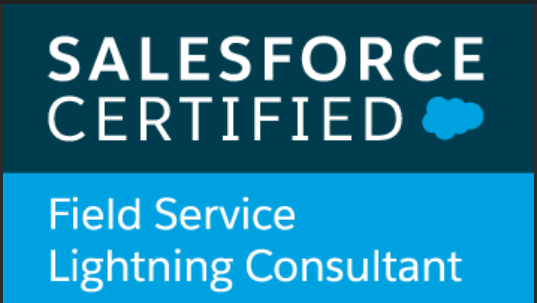 SALESFORCE
CERTIFIED
Field Service
Lightning Consultant